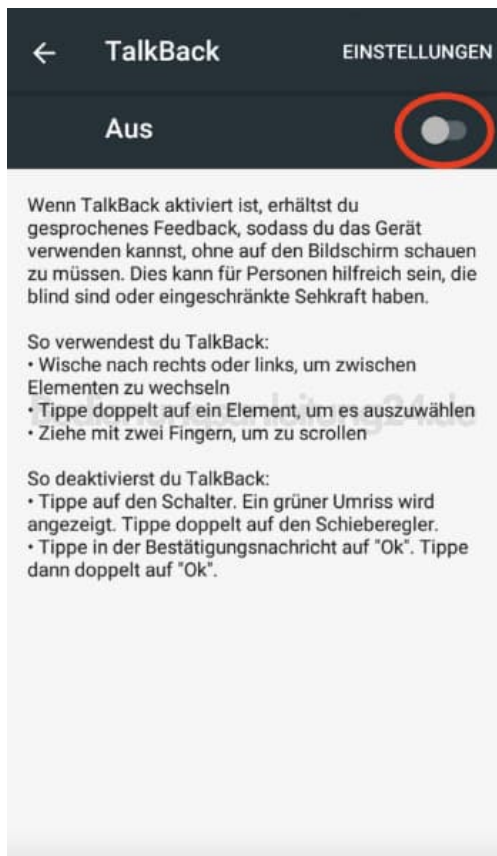 TalkBack
EINSTELLUNGEN
Aus
Wenn TalkBack aktiviert ist, erhältst du
gesprochenes Feedback, sodass du das Gerät
verwenden kannst, ohne auf den Bildschirm schauen
zu müssen. Dies kann für Personen hilfreich sein, die
blind sind oder eingeschränkte Sehkraft haben.
So verwendest du TalkBack:
• Wische nach rechts oder links, um zwischen
Elementen zu wechseln
• Tippe doppelt auf ein Element, um es auszuwählen
• Ziehe mit zwei Fingern, um zu scrollen
Bedienungsanleitung24.de
So deaktivierst du TalkBack:
• Tippe auf den Schalter. Ein grüner Umriss wird
angezeigt. Tippe doppelt auf den Schieberegler.
• Tippe in der Bestätigungsnachricht auf "Ok". Tippe
dann doppelt auf "Ok".